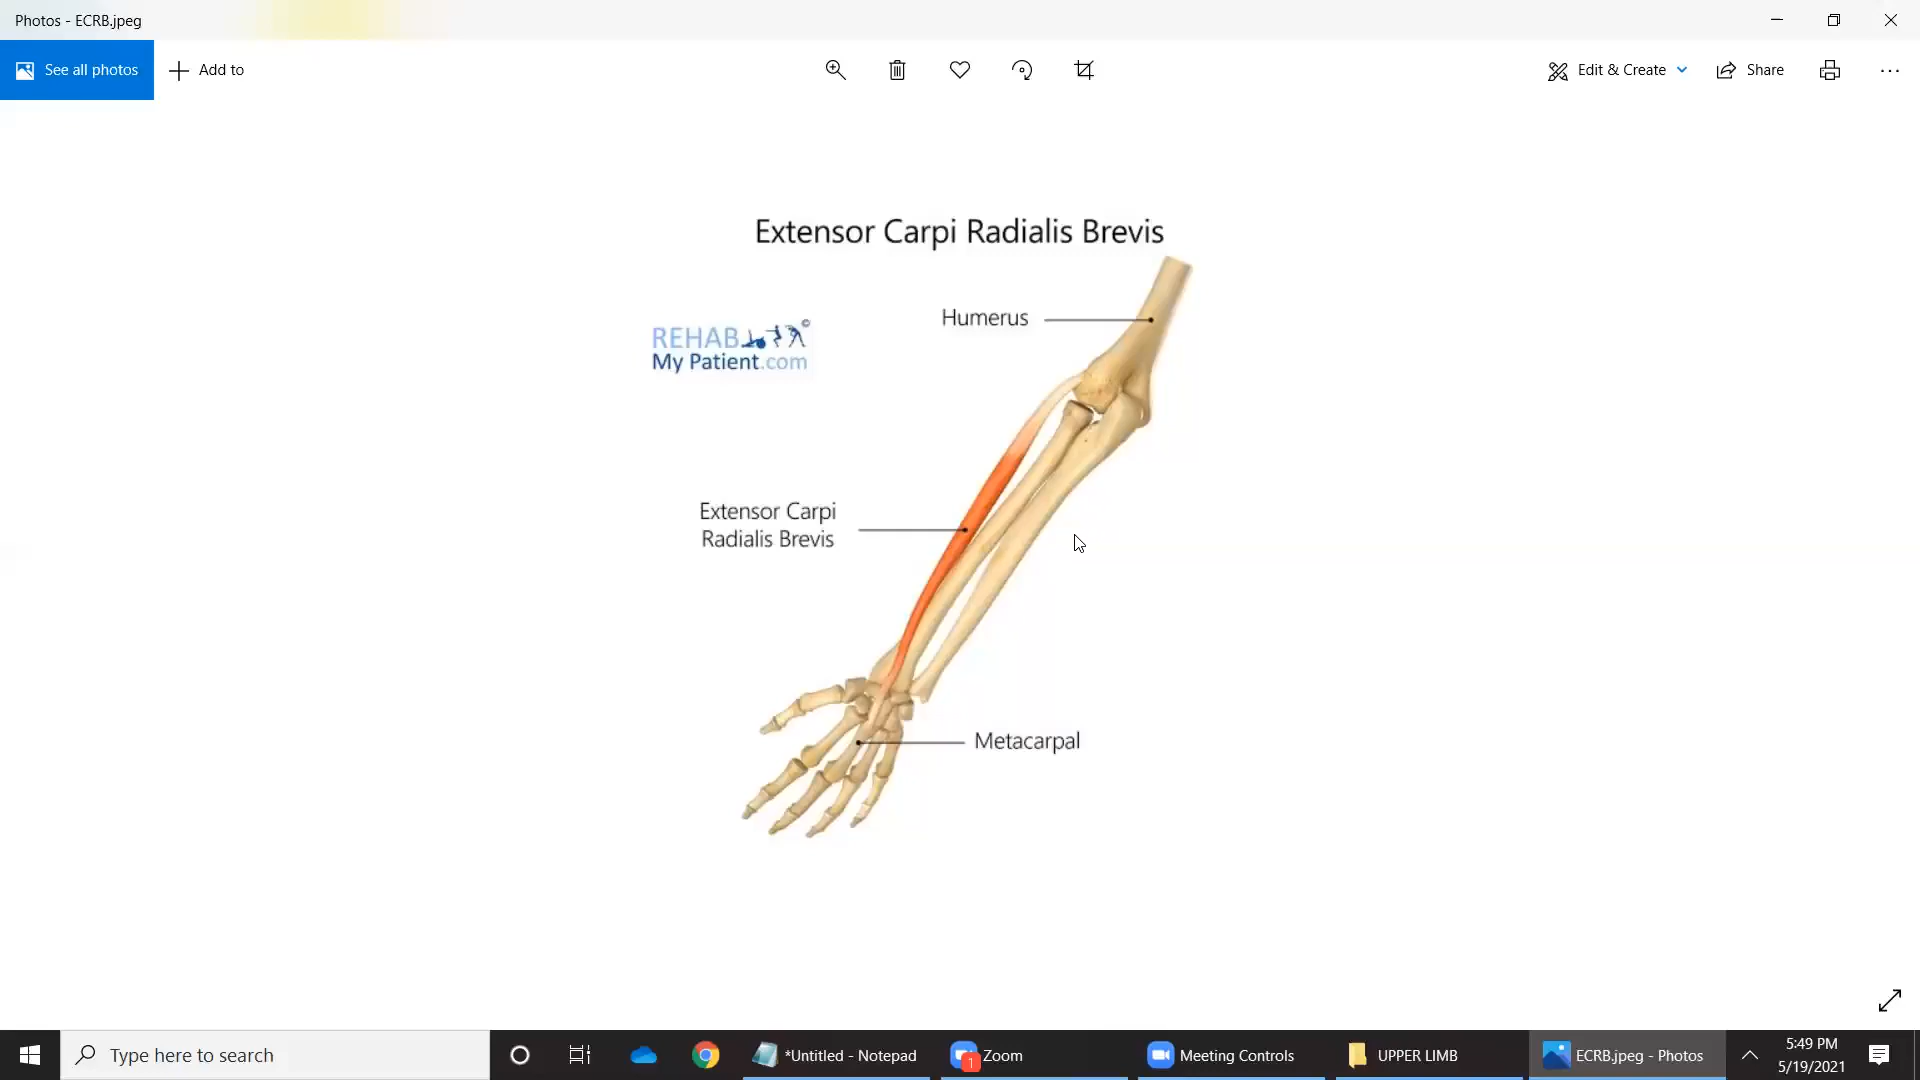 Photos - ECRB.jpeg
See all photos
Add to
Edit & Create
Share
Extensor Carpi Radialis Brevis
Humerus
REHAB ©
My Patient.com
Extensor Carpi
Radialis Brevis
Metacarpal
Type here to search
*Untitled - Notepad
1
Zoom
Meeting Controls
UPPER LIMB
ECRB.jpeg - Photos
5:49 PM
5/19/2021